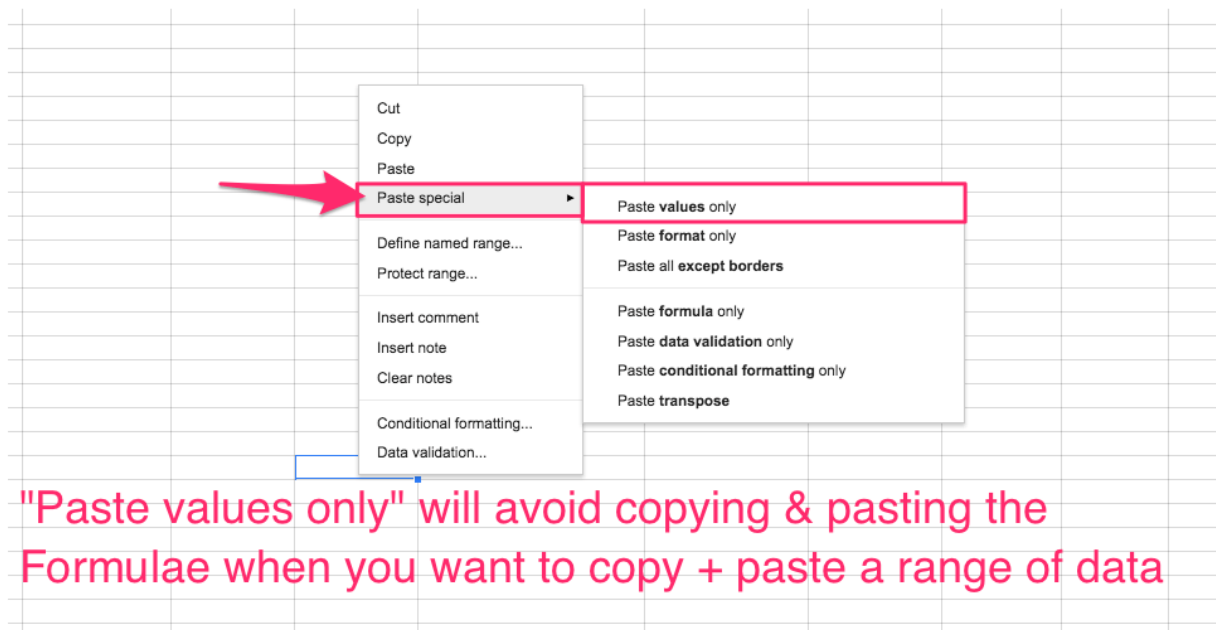 Cut
Copy
Paste
Paste special
Define named range...
Protect range...
Insert comment
Insert note
Clear notes
Conditional formatting...
Data validation...
Paste values only
Paste format only
Paste all except borders
Paste formula only
Paste data validation only
Paste conditional formatting only
Paste transpose
"Paste values only" will avoid copying & pasting the
Formulae when you want to copy + paste a range of data